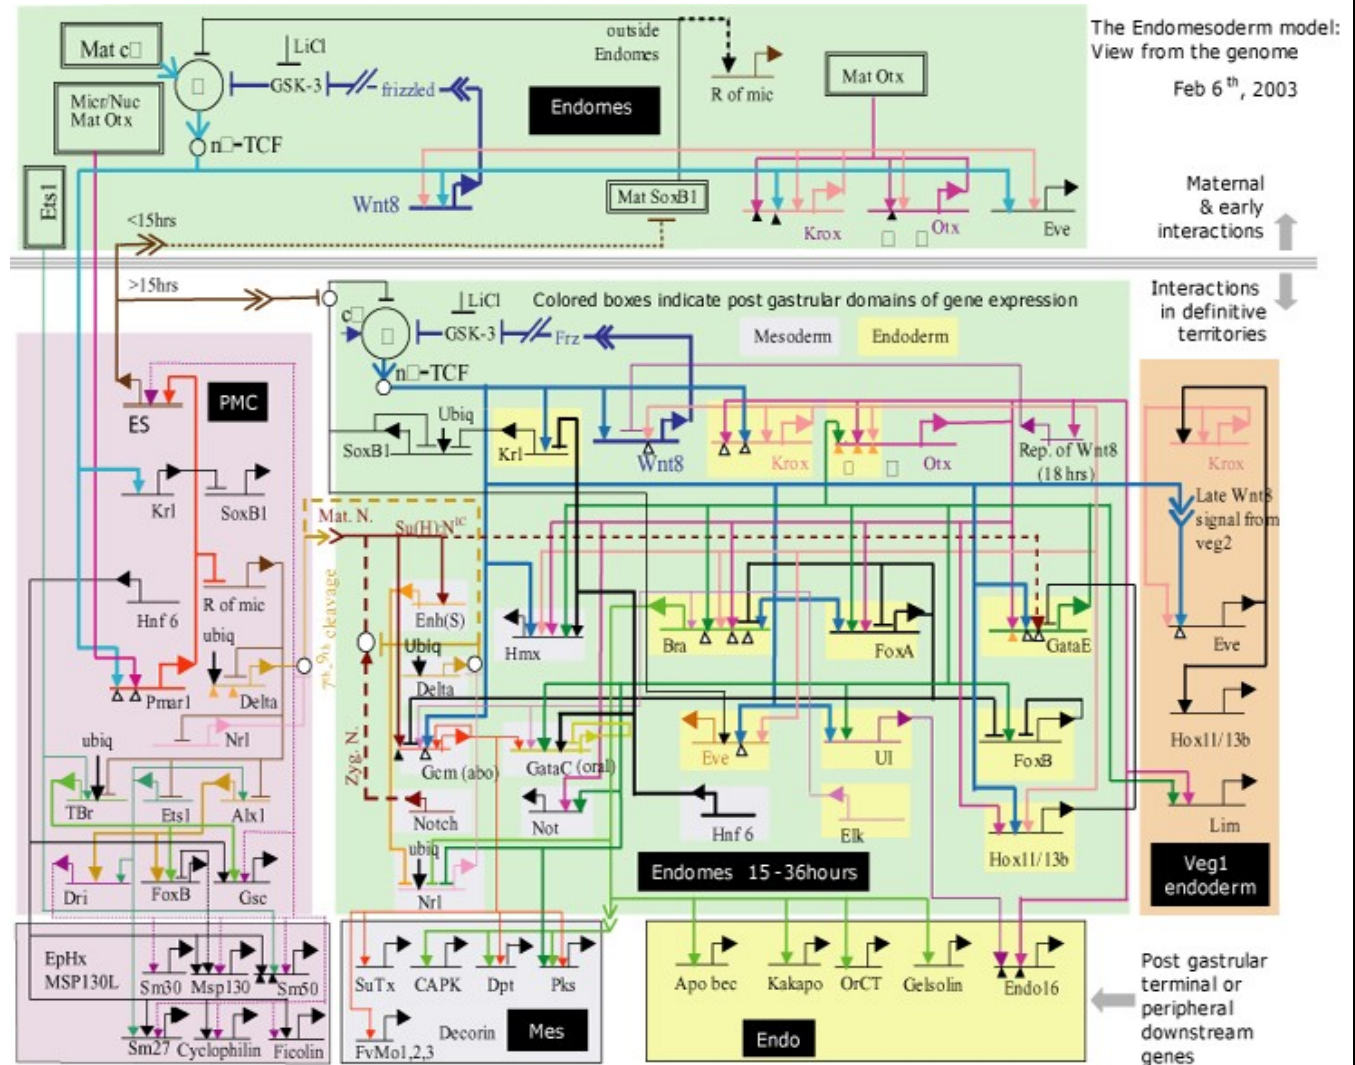 The Endomesoderm model:
View from the genome
Feb 6th, 2003
Mat c□
LiCl
outside
Endomes
GSK-3
frizzled
R of mic
Mat Otx
Micr/Nuc
Mat Otx
Endomes
n□-TCF
Ets1
Wnt8
Mat SoxB1
Krox
Otx
Eve
Maternal
& early
interactions
<15hrs
>15hrs
Interactions
in definitive
territories
LiCl
Colored boxes indicate post gastrular domains of gene expression
c□
GSK-3
Frz
Mesoderm
Endoderm
n□-TCF
PMC
ES
Ubiq
SoxB1
Krl
Wnt8
Krox
Otx
Rep. of Wnt8
(18 hrs)
Krox
Krl
SoxB1
Late Wnt8
signal from
veg2
Mat. N.
Su(H):NIC
7th_9th cleavage
R of mic
Hnf 6
ubiq
Enh(S)
Hmx
Bra
FoxA
GataE
Eve
Ubiq
Delta
Pmar1
Delta
Nrl
Zyg. N.
Gcm (abo)
GataC (oral)
Eve
UI
FoxB
Hox11/13b
ubiq
TBr
Ets1
Alx1
Notch
Not
Hnf 6
Elk
Hox11/13b
Lim
ubiq
Nrl
Endomes 15-36hours
Veg1
endoderm
Dri
FoxB
Gsc
EpHx
MSP130L
Sm30
Msp130
Sm50
Sm27
Cyclophilin
Ficolin
SuTx
CAPK
Dpt
Pks
FvMo1,2,3
Decorin
Mes
Apo bec
Kakapo
OrCT
Gelsolin
Endo16
Endo
Post gastrular
terminal or
peripheral
downstream
genes